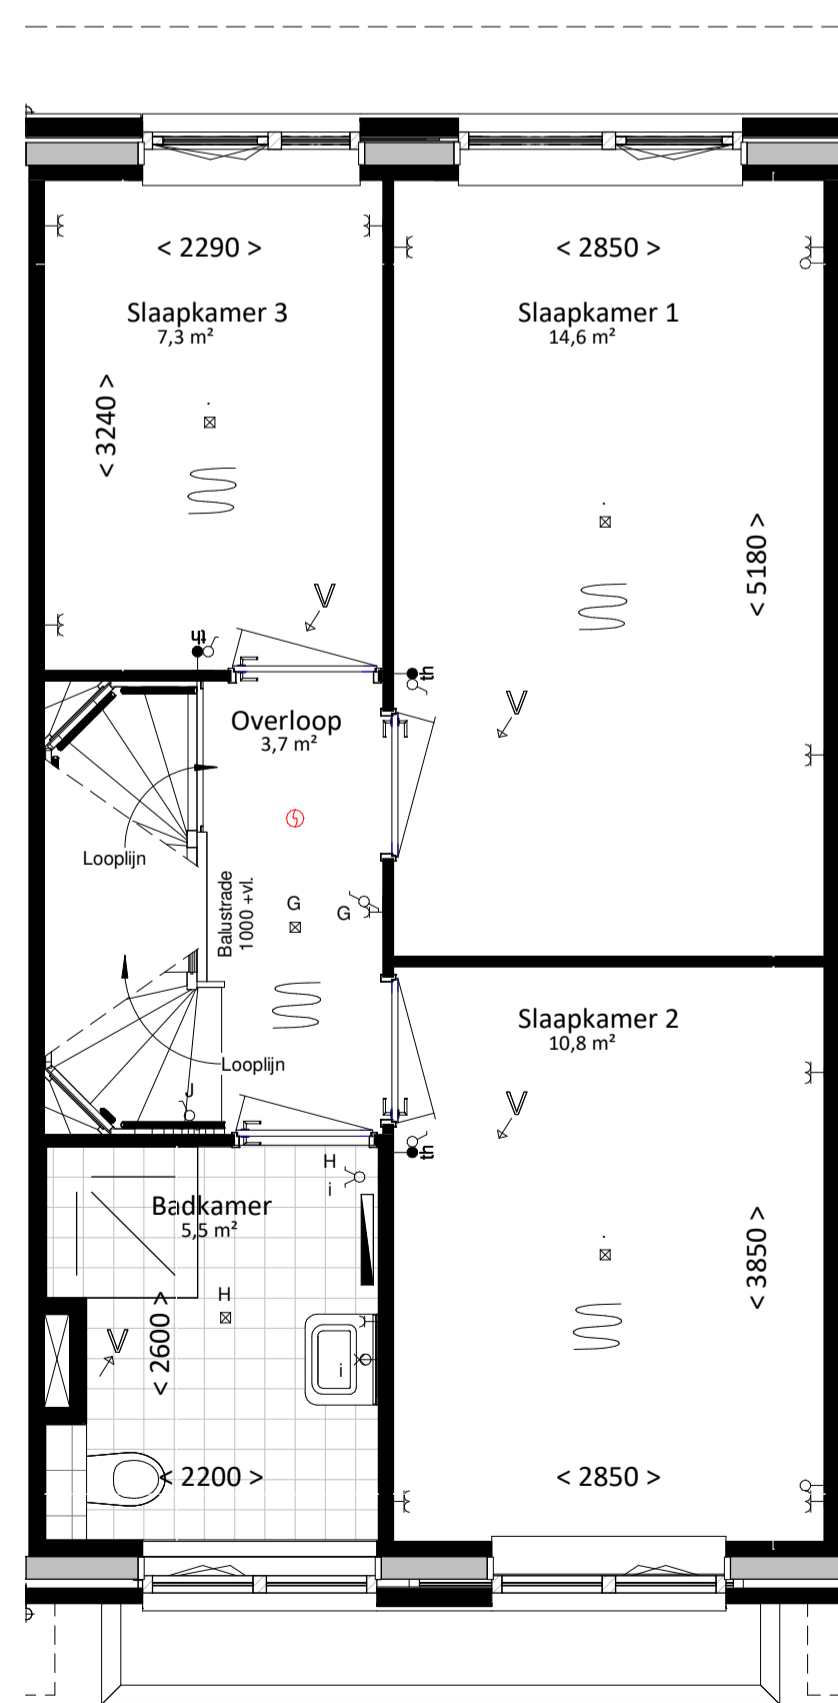 < 2290 >
< 2850 >
Slaapkamer 3
7,3 m²
Slaapkamer 1
14,6 m²
< 3240 >
< 5180 >
V
th
th
V
Overloop
3,7 m²
Looplijn
Balustrade
1000 +vl.
G
G
Slaapkamer 2
10,8 m²
Looplijn
J
V
th
H
i
Badkamer
5,5 m²
H
< 3850 >
V
< 2600 >
i
< 2200 >
< 2850 >